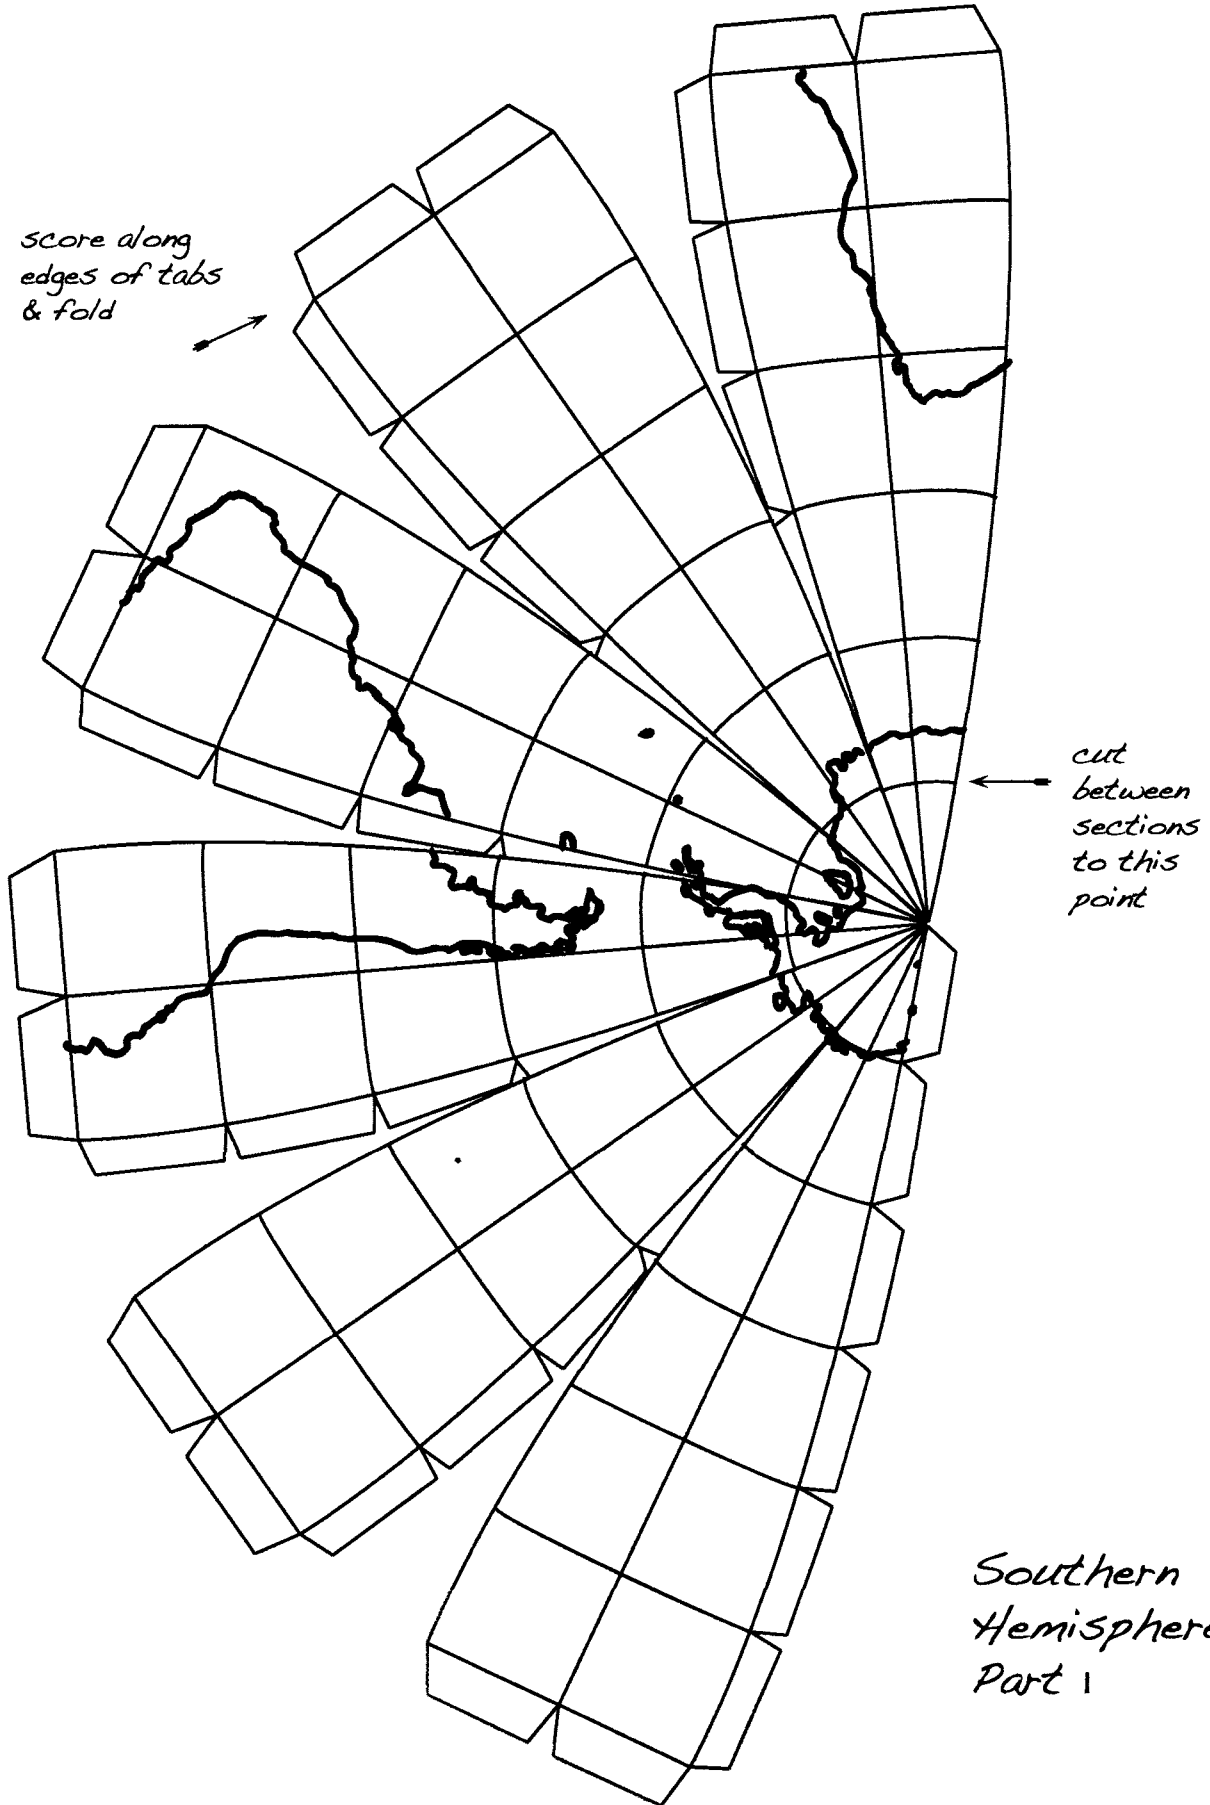 score along
edges of tabs
& fold
cut
between
sections
to this
point
Southern
Hemisphere
Part 1